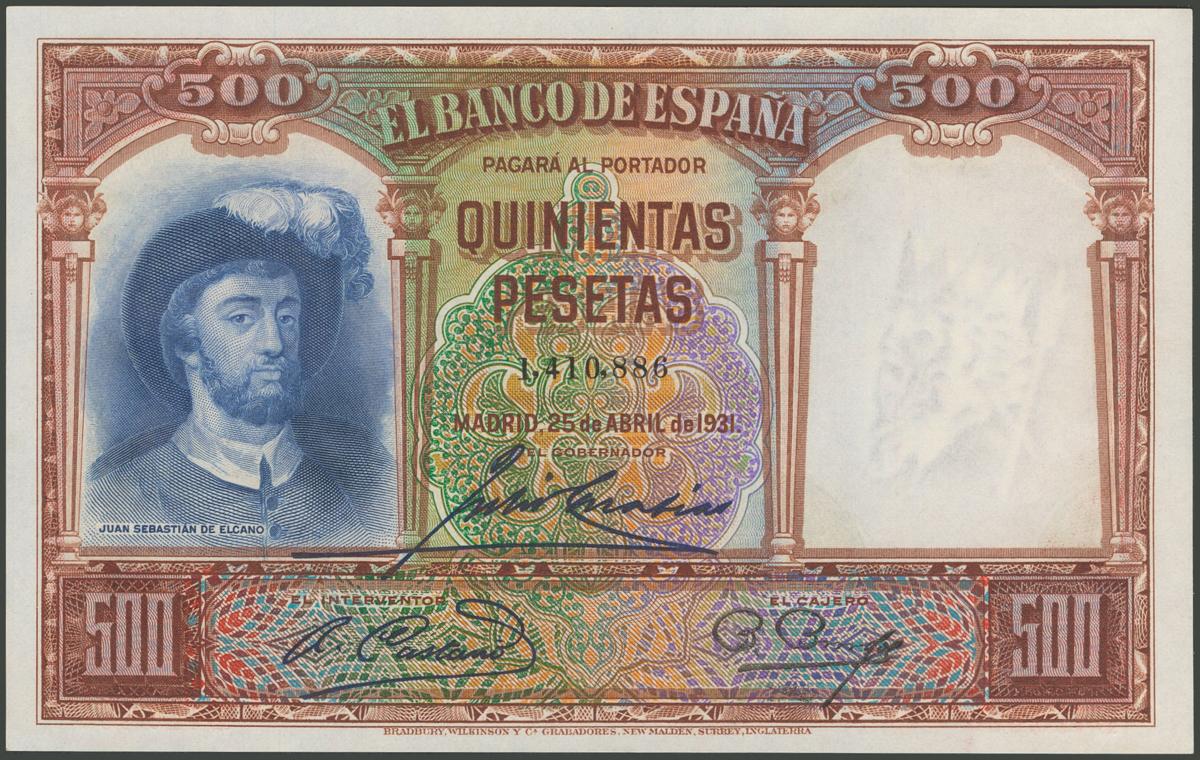 500
500
EL BANCO DE ESPAÑA
PAGARÁ AL PORTADOR
QUINIENTAS
PESETAS
1,410,886
MADRID, 25 de ABRIL de 1931.
EL GOBERNADOR
JUAN SEBASTIÁN DE ELCANO
500
EL INTERVENTOR
EL CAJERO
500
BRADBURY, WILKINSON Y Cª GRABADORES, NEW MALDEN, SURREY, INGLATERRA